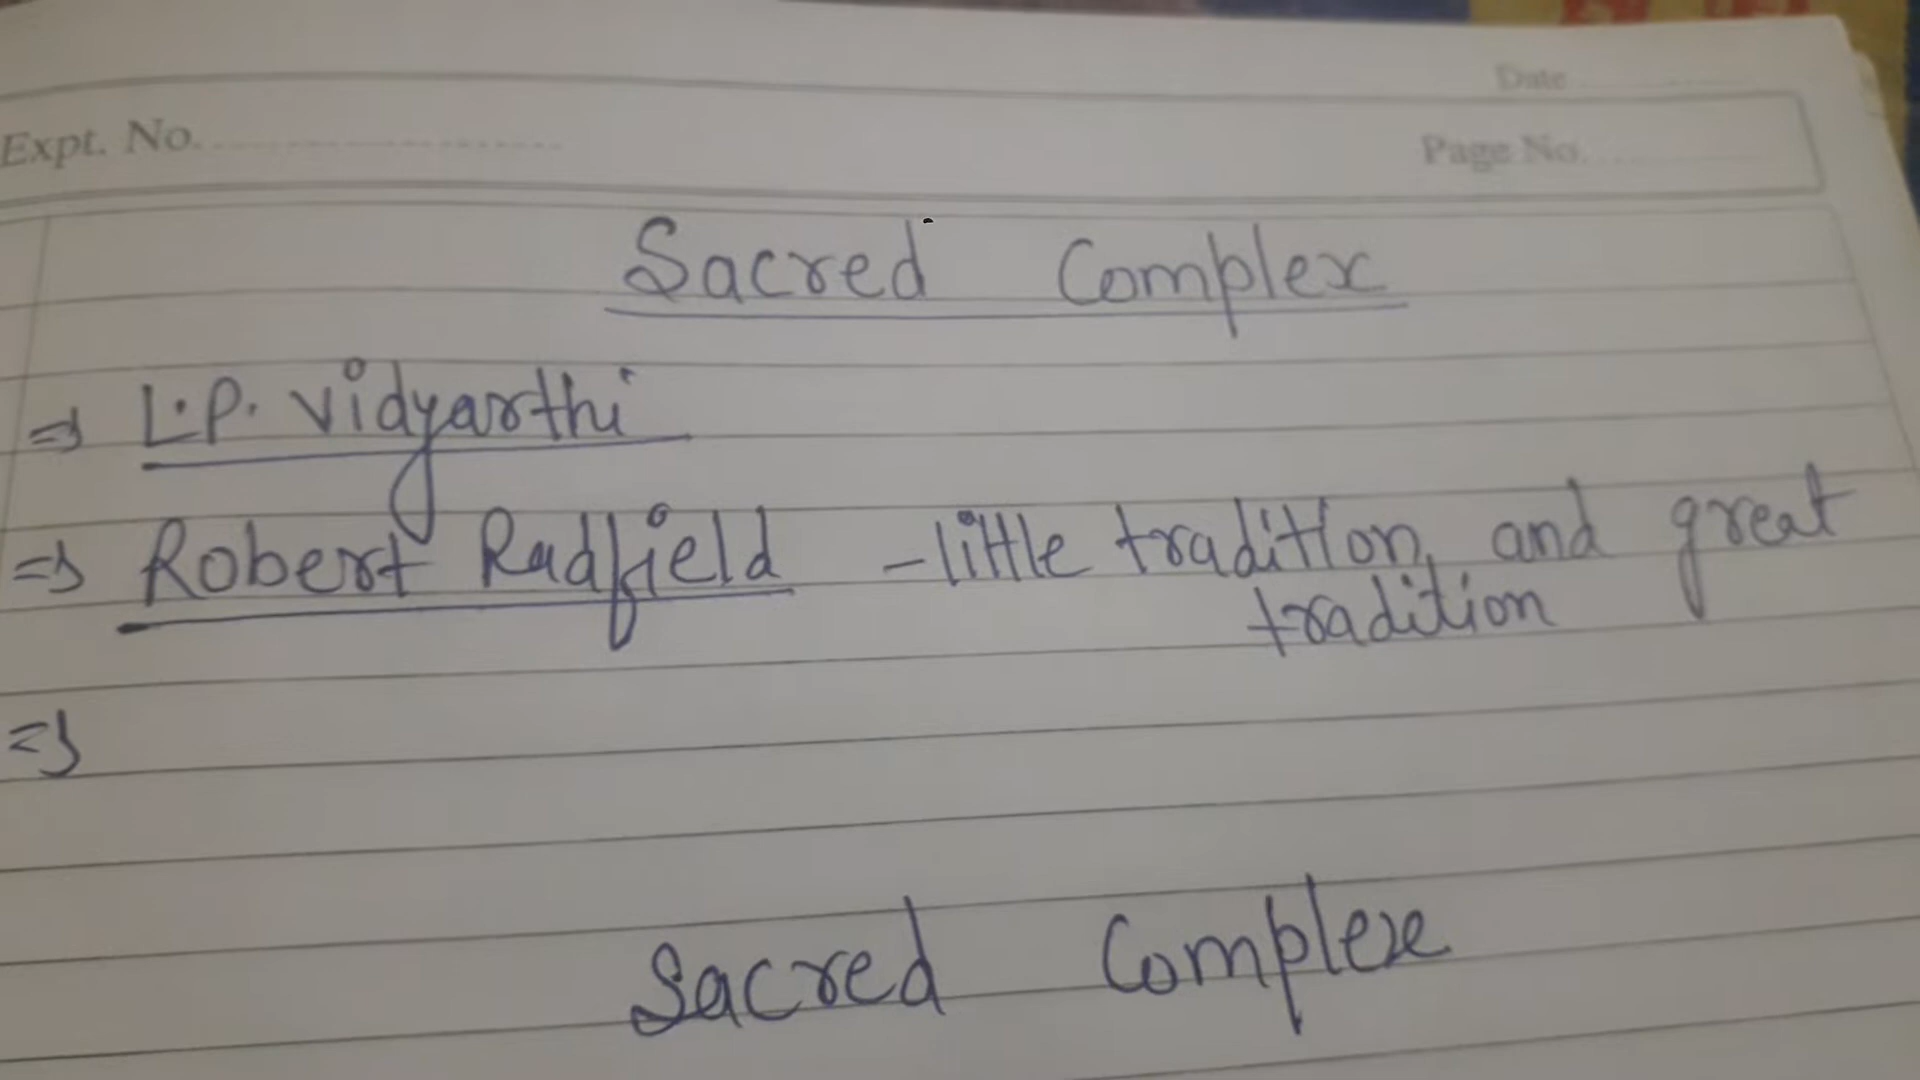 Date
Expt. No.
Page No.
Sacred Complex
=> L.P. Vidyarthi
=> Robert Radfield - little tradition and great
tradition
=>
Sacred Complex